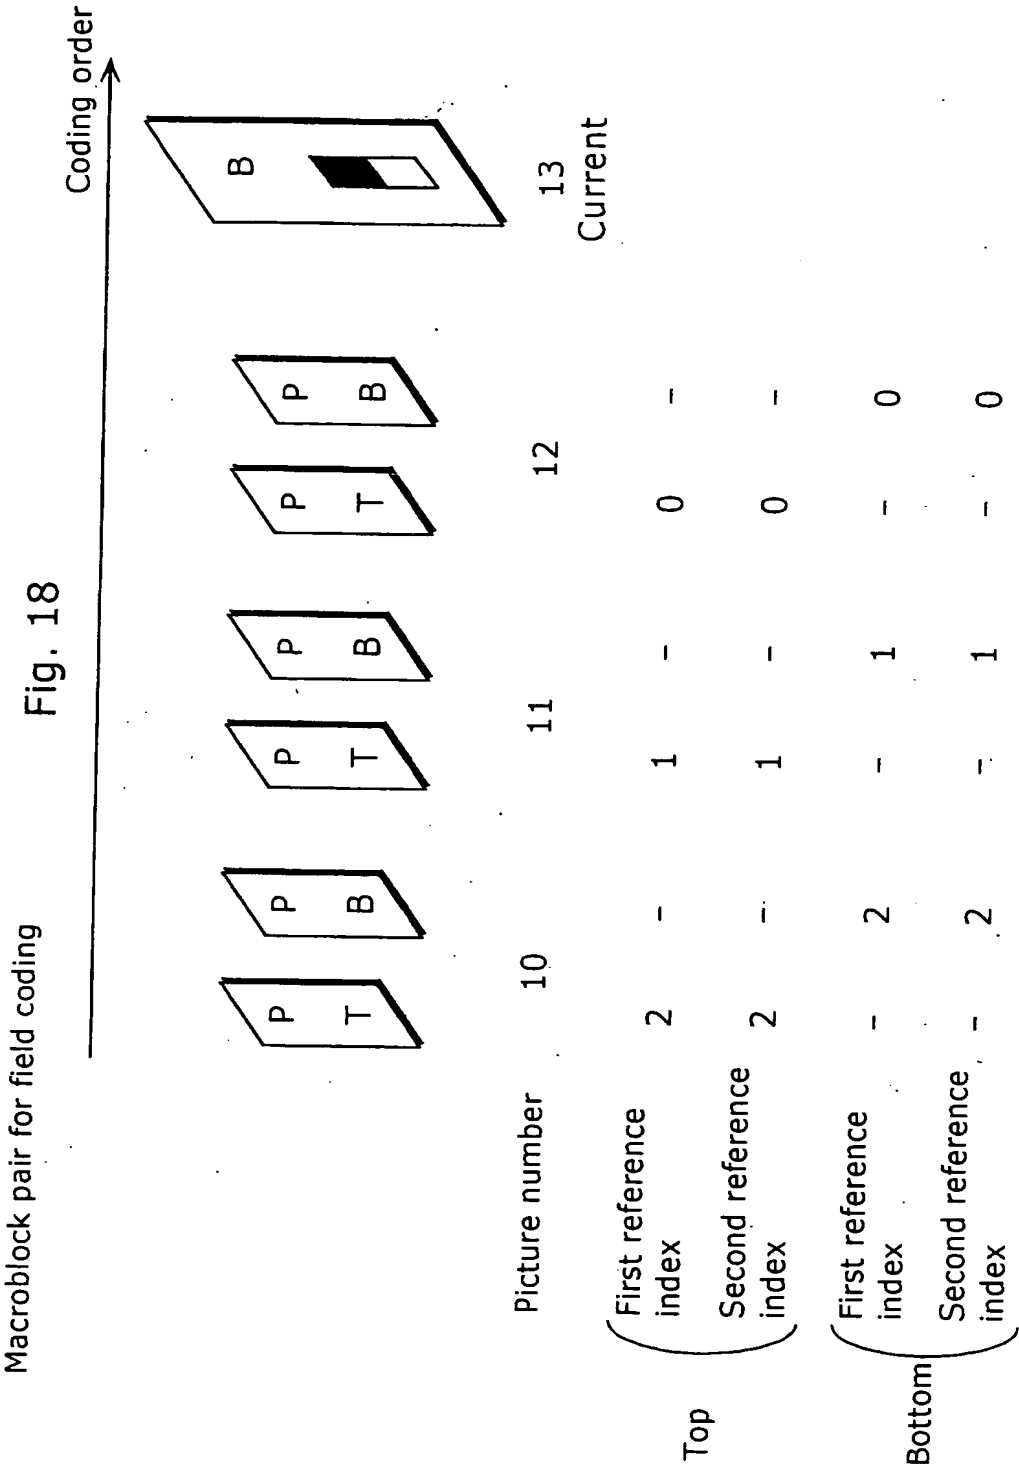 Fig. 18
Macroblock pair for field coding
Coding order
P P P P P P B
T B T B T B
Picture number 10 11 12 13
Current
Top
First reference index 2 - 1 - 0 -
Second reference index 2 - 1 - 0 -
Bottom
First reference index - 2 - 1 - 0
Second reference index - 2 - 1 - 0